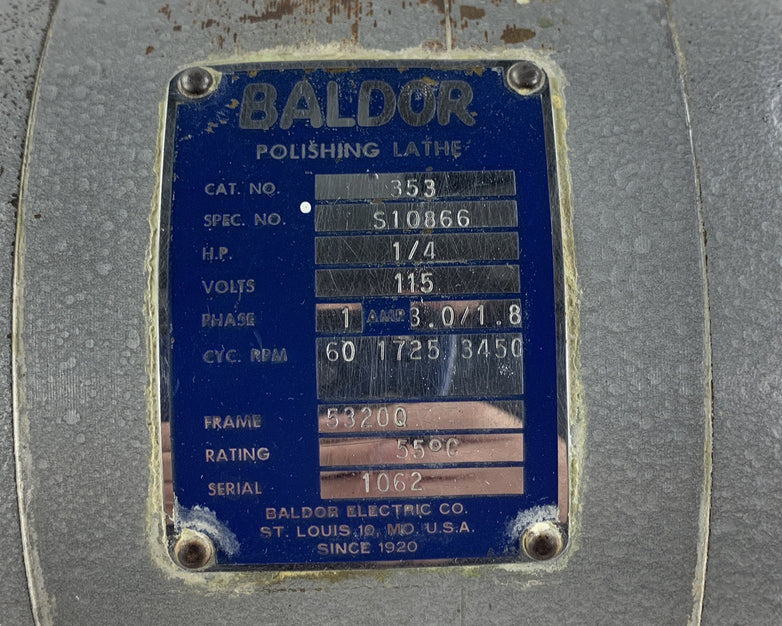 BALDOR
POLISHING LATHE
CAT. NO. 353
SPEC. NO. S10866
H.P. 1/4
VOLTS 115
PHASE 1 AMP. 3.0/1.8
CYC. RPM 60 1725 3450
FRAME 5320Q
RATING 55°C
SERIAL 1062
BALDOR ELECTRIC CO.
ST. LOUIS 10, MO. U.S.A.
SINCE 1920